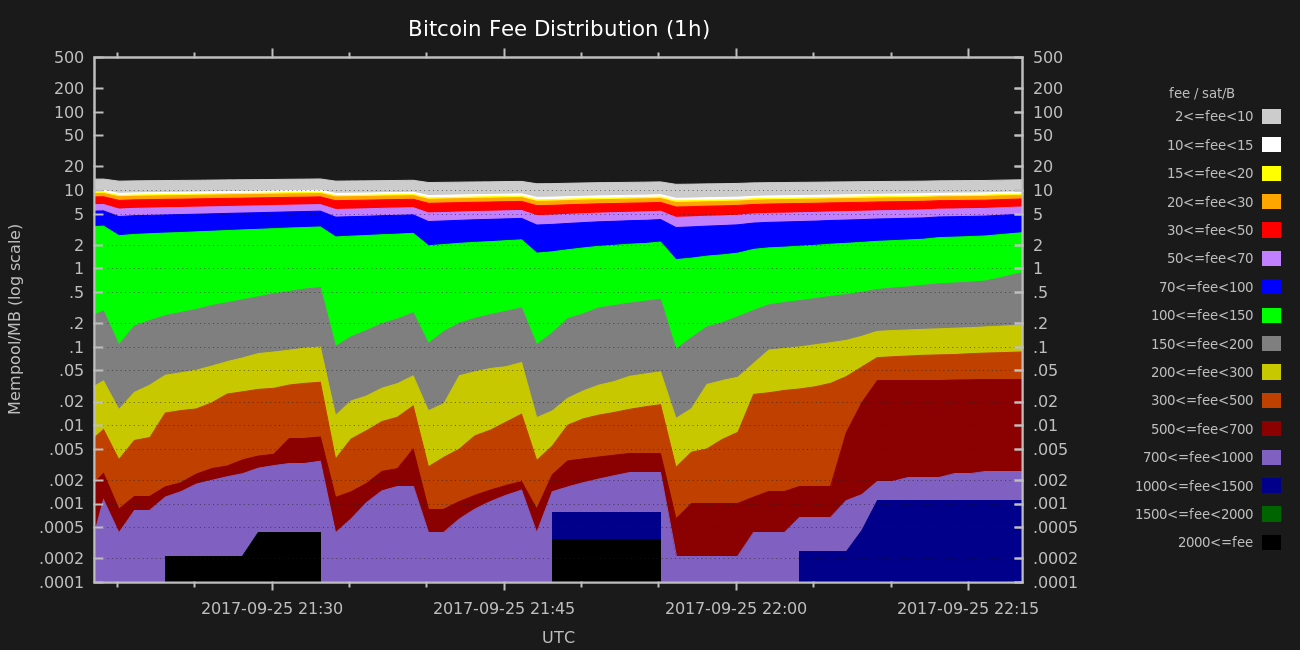 Bitcoin Fee Distribution (1h)
Mempool/MB (log scale)
500
200
100
50
20
10
5
2
1
.5
.2
.1
.05
.02
.01
.005
.002
.001
.0005
.0002
.0001
500
200
100
50
20
10
5
2
1
.5
.2
.1
.05
.02
.01
.005
.002
.001
.0005
.0002
.0001
2017-09-25 21:30 2017-09-25 21:45 2017-09-25 22:00 2017-09-25 22:15
UTC
fee / sat/B
2<=fee<10
10<=fee<15
15<=fee<20
20<=fee<30
30<=fee<50
50<=fee<70
70<=fee<100
100<=fee<150
150<=fee<200
200<=fee<300
300<=fee<500
500<=fee<700
700<=fee<1000
1000<=fee<1500
1500<=fee<2000
2000<=fee